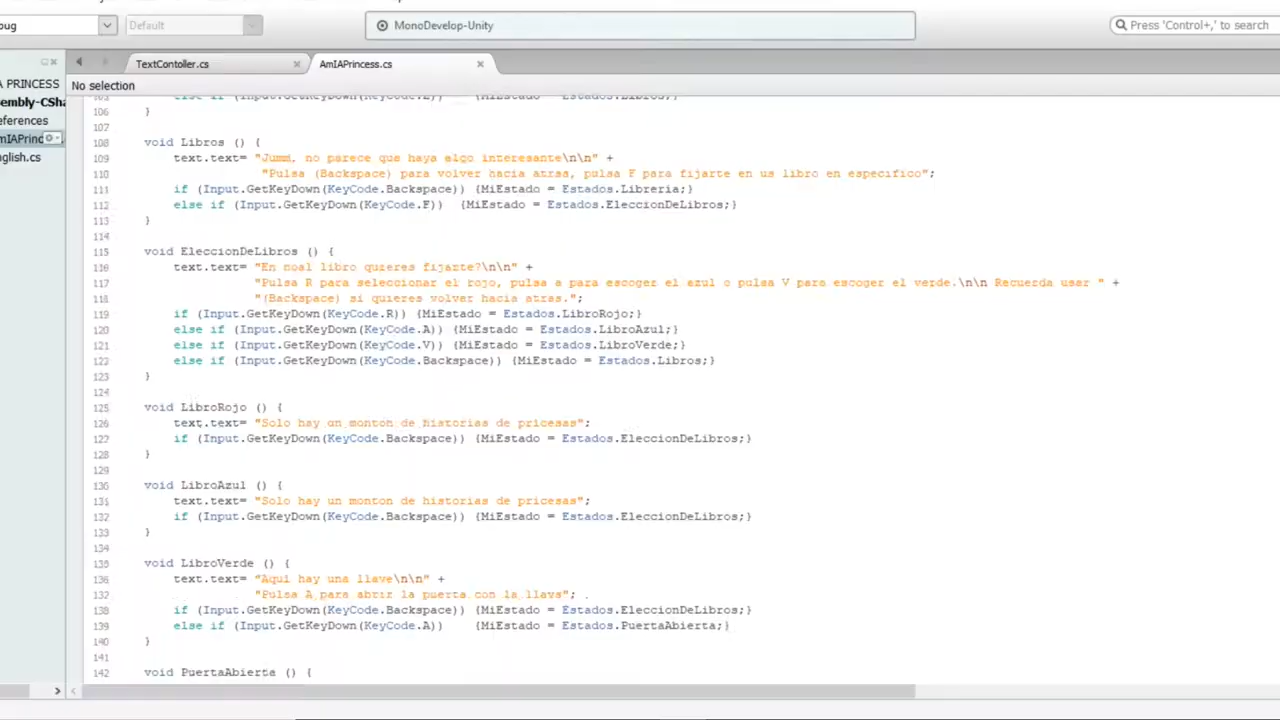 oug
Default
MonoDevelop-Unity
Press 'Control+,' to search
TextContoller.cs
AmIAPrincess.cs
A PRINCESS
No selection
embly-CSha
eferences
mIAPrinc
nglish.cs
106 }
107
108 void Libros () {
109 text.text= "Jummm, no parece que haya algo interesante\n\n" +
110 "Pulsa (Backspace) para volver hacia atras, pulsa F para fijarte en us libro en especifico";
111 if (Input.GetKeyDown(KeyCode.Backspace)) {MiEstado = Estados.Libreria;}
112 else if (Input.GetKeyDown(KeyCode.F)) {MiEstado = Estados.EleccionDeLibros;}
113 }
114
115 void EleccionDeLibros () {
116 text.text= "En libro quieres fijarte?\n\n" +
117 "Pulsa R para seleccionar el rojo, pulsa a para escoger el azul o pulsa V para escoger el verde.\n\n Recuerda usar " +
118 "(Backspace) si quieres volver hacia atras.";
119 if (Input.GetKeyDown(KeyCode.R)) {MiEstado = Estados.LibroRojo;}
120 else if (Input.GetKeyDown(KeyCode.A)) {MiEstado = Estados.LibroAzul;}
121 else if (Input.GetKeyDown(KeyCode.V)) {MiEstado = Estados.LibroVerde;}
122 else if (Input.GetKeyDown(KeyCode.Backspace)) {MiEstado = Estados.Libros;}
123 }
124
125 void LibroRojo () {
126 text.text= "Solo hay un monton de historias de pricesas";
127 if (Input.GetKeyDown(KeyCode.Backspace)) {MiEstado = Estados.EleccionDeLibros;}
128 }
129
130 void LibroAzul () {
131 text.text= "Solo hay un monton de historias de pricesas";
132 if (Input.GetKeyDown(KeyCode.Backspace)) {MiEstado = Estados.EleccionDeLibros;}
133 }
134
135 void LibroVerde () {
136 text.text= "Aqui hay una llave\n\n" +
137 "Pulsa A para abrir la puerta con la llave";
138 if (Input.GetKeyDown(KeyCode.Backspace)) {MiEstado = Estados.EleccionDeLibros;}
139 else if (Input.GetKeyDown(KeyCode.A)) {MiEstado = Estados.PuertaAbierta;}
140 }
141
142 void PuertaAbierta () {